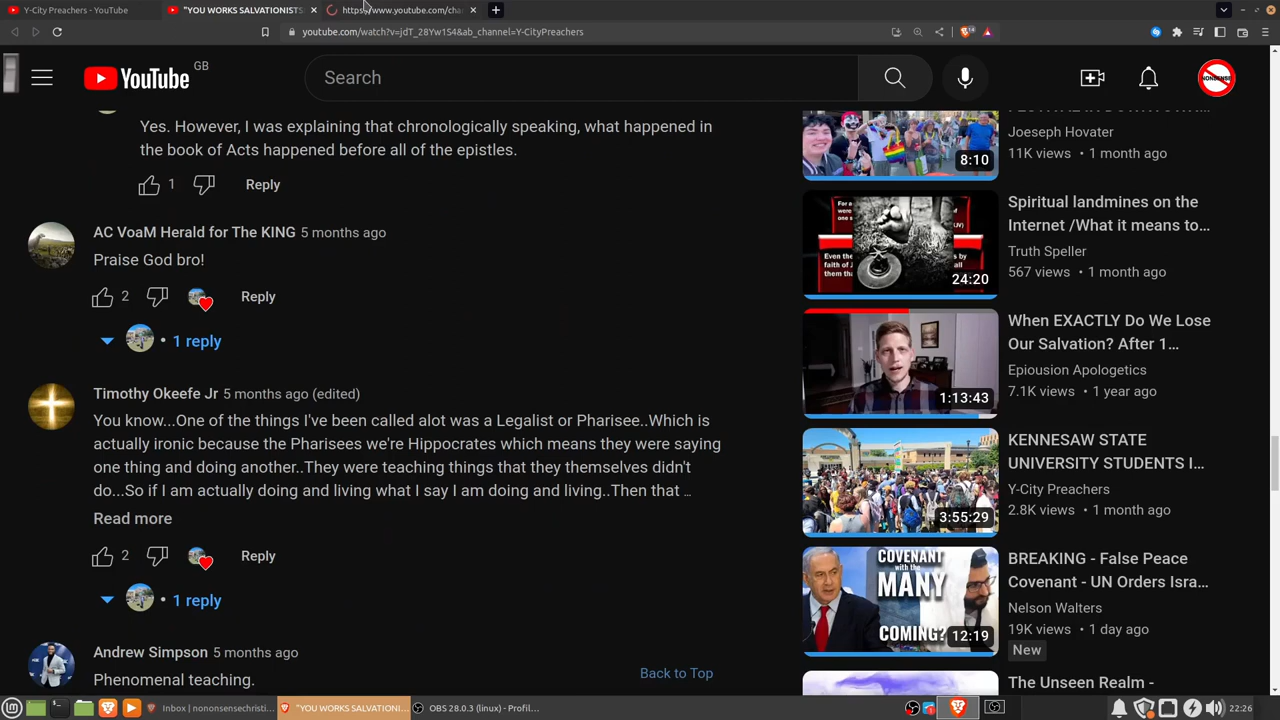 Y-City Preachers - YouTube
"YOU WORKS SALVATIONISTS
https://www.youtube.com/cha
youtube.com/watch?v=jdT_28Yw1S4&ab_channel=Y-CityPreachers
YouTube GB
Search
NONSENSE
Yes. However, I was explaining that chronologically speaking, what happened in
the book of Acts happened before all of the epistles.
1 Reply
AC VoaM Herald for The KING 5 months ago
Praise God bro!
2 Reply
• 1 reply
Timothy Okeefe Jr 5 months ago (edited)
You know...One of the things I've been called alot was a Legalist or Pharisee..Which is
actually ironic because the Pharisees we're Hippocrates which means they were saying
one thing and doing another..They were teaching things that they themselves didn't
do...So if I am actually doing and living what I say I am doing and living..Then that …
Read more
2 Reply
• 1 reply
Andrew Simpson 5 months ago
Phenomenal teaching.
Back to Top
Joeseph Hovater
11K views • 1 month ago
8:10
Spiritual landmines on the
Internet /What it means to...
Truth Speller
567 views • 1 month ago
24:20
When EXACTLY Do We Lose
Our Salvation? After 1...
Epiousion Apologetics
7.1K views • 1 year ago
1:13:43
KENNESAW STATE
UNIVERSITY STUDENTS I...
Y-City Preachers
2.8K views • 1 month ago
3:55:29
COVENANT
with the
MANY
COMING?
12:19
BREAKING - False Peace
Covenant - UN Orders Isra...
Nelson Walters
19K views • 1 day ago
New
The Unseen Realm -
Inbox | nononsensechristi...
"YOU WORKS SALVATIONI...
OBS 28.0.3 (linux) - Profil...
22:26